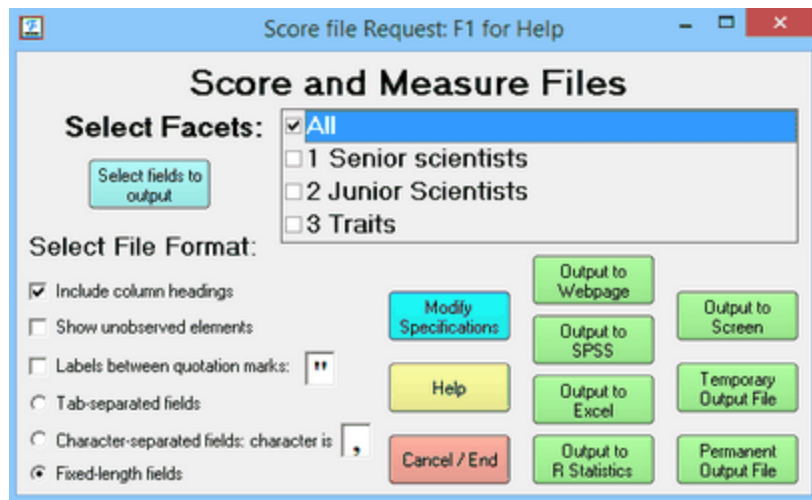 Score file Request: F1 for Help
Score and Measure Files
Select Facets:
All
1 Senior scientists
2 Junior Scientists
3 Traits
Select fields to
output
Select File Format:
Include column headings
Show unobserved elements
Labels between quotation marks: "
Tab-separated fields
Character-separated fields: character is ,
Fixed-length fields
Modify
Specifications
Help
Cancel / End
Output to
Webpage
Output to
SPSS
Output to
Excel
Output to
R Statistics
Output to
Screen
Temporary
Output File
Permanent
Output File